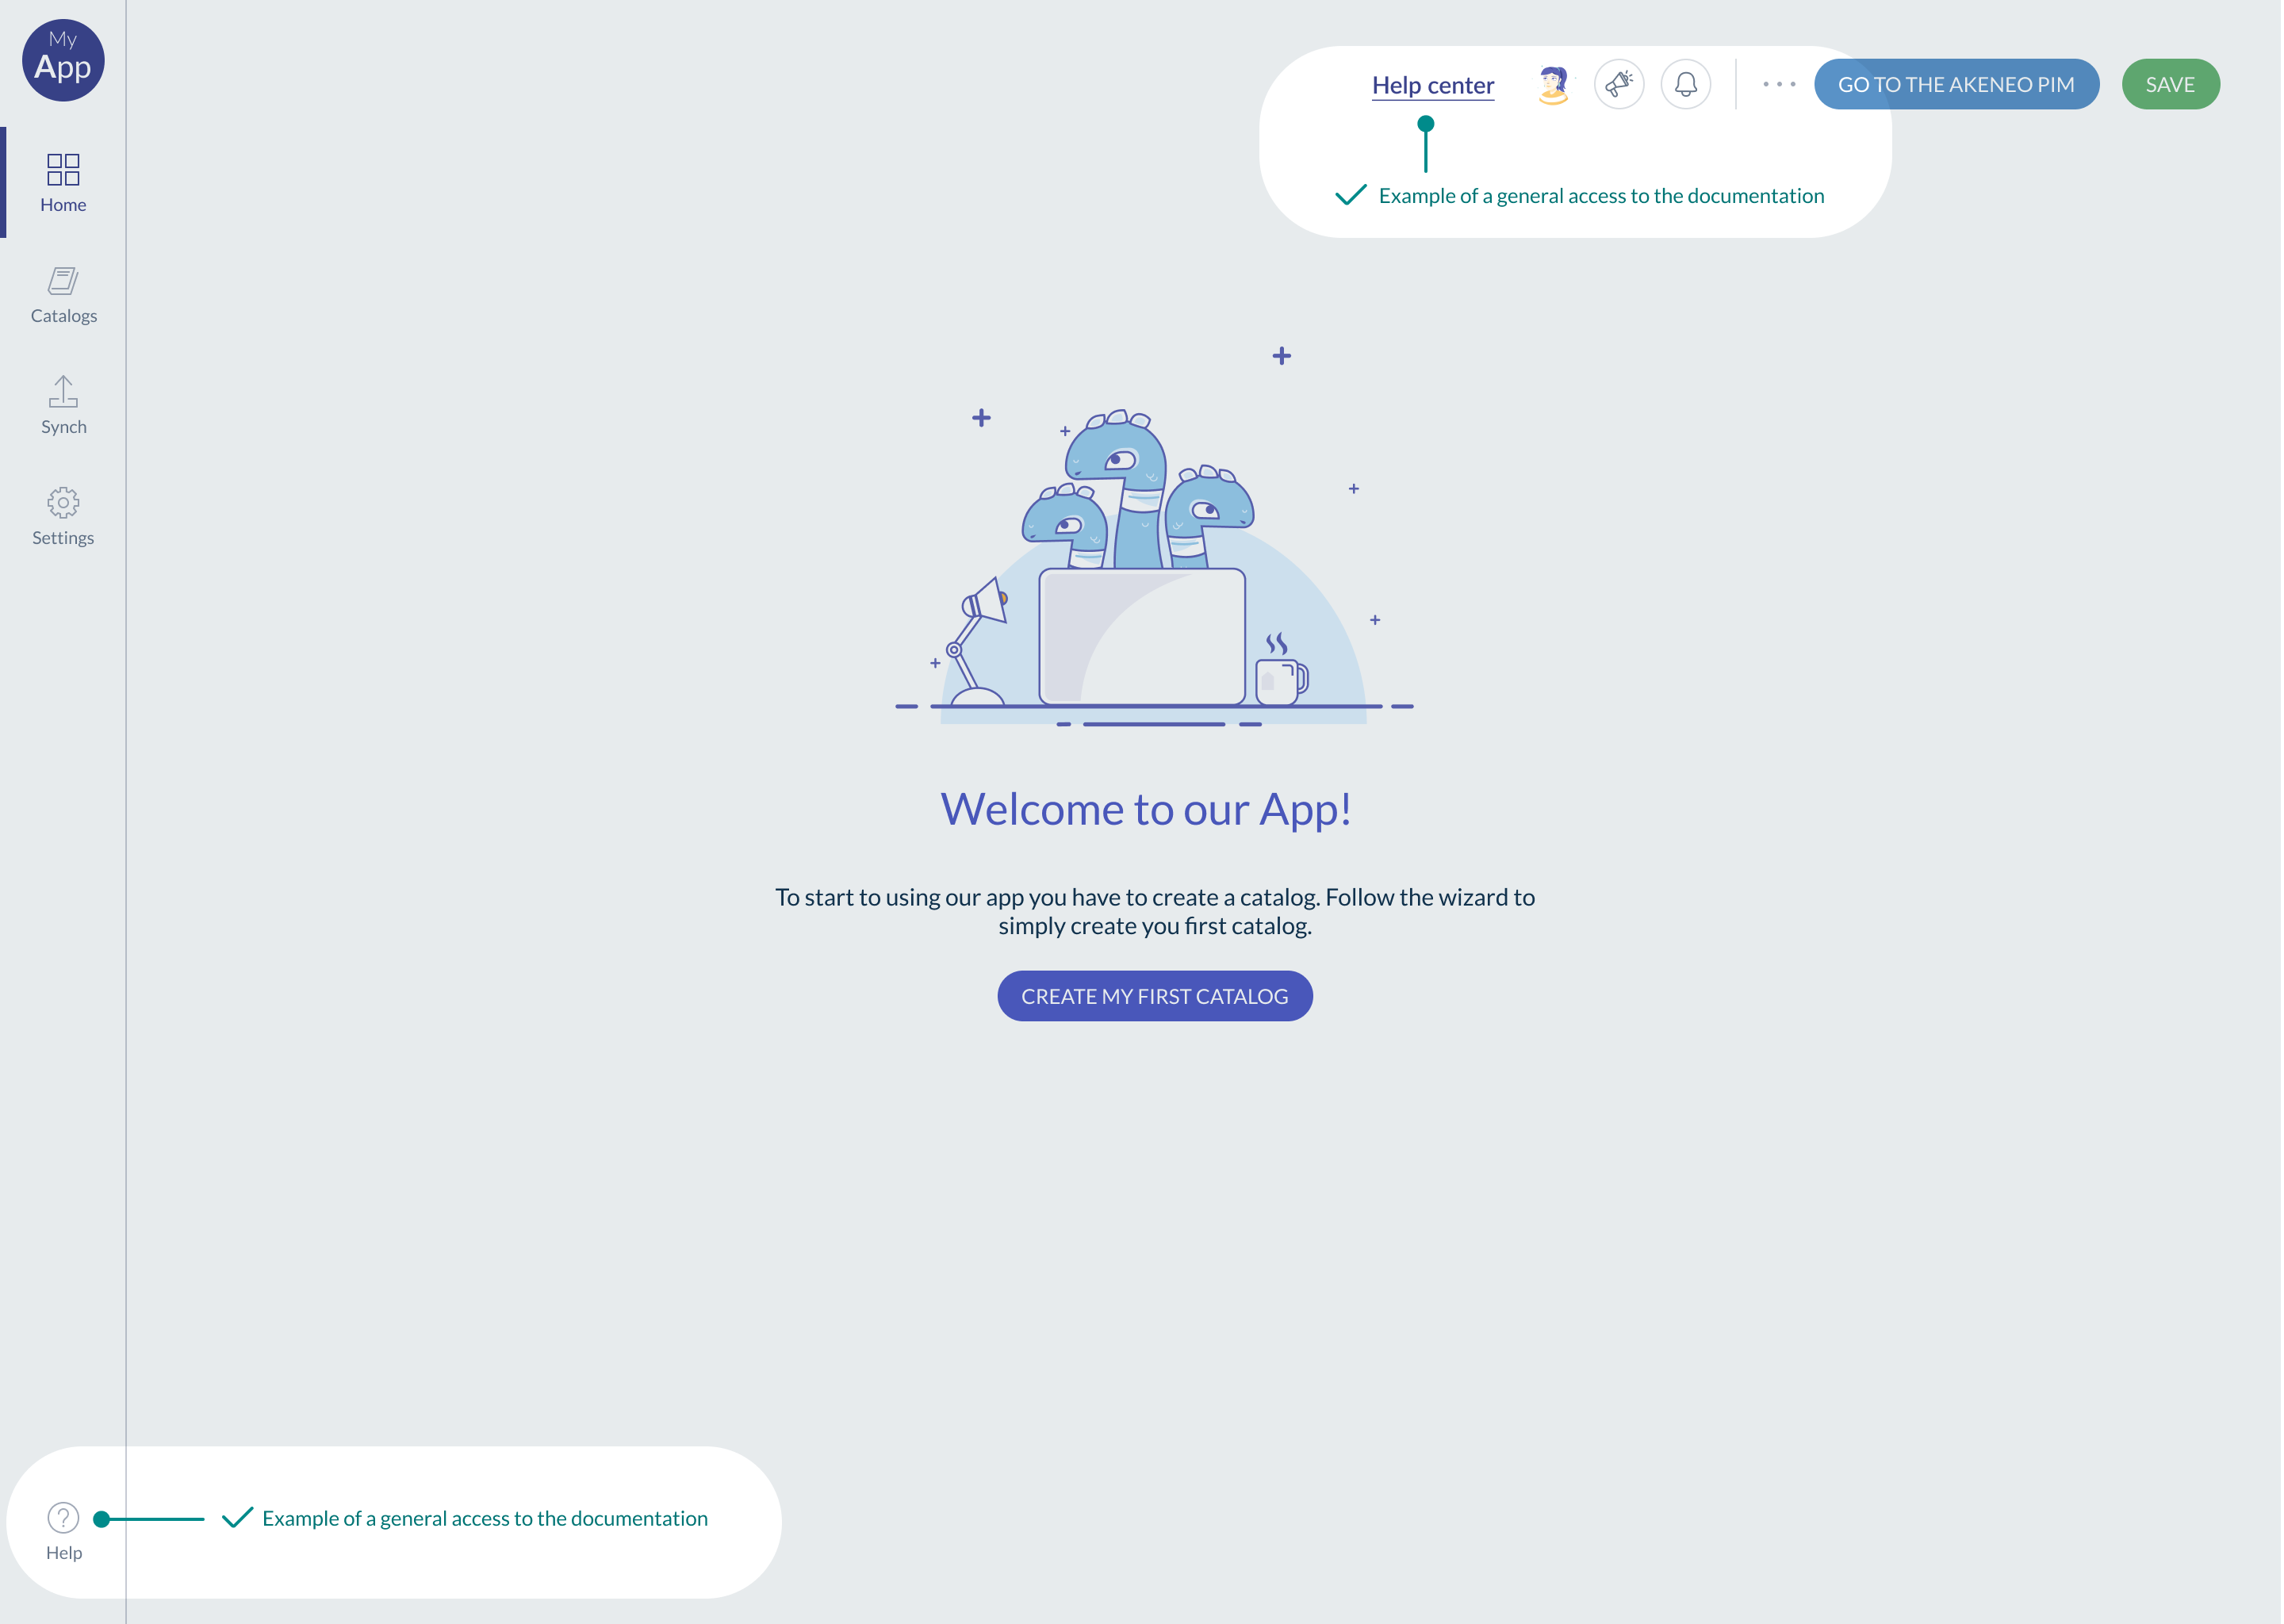 My
App
Home
Catalogs
Synch
Settings
Help center
GO TO THE AKENEO PIM
SAVE
Example of a general access to the documentation
Welcome to our App!
To start to using our app you have to create a catalog. Follow the wizard to
simply create you first catalog.
CREATE MY FIRST CATALOG
Example of a general access to the documentation
Help